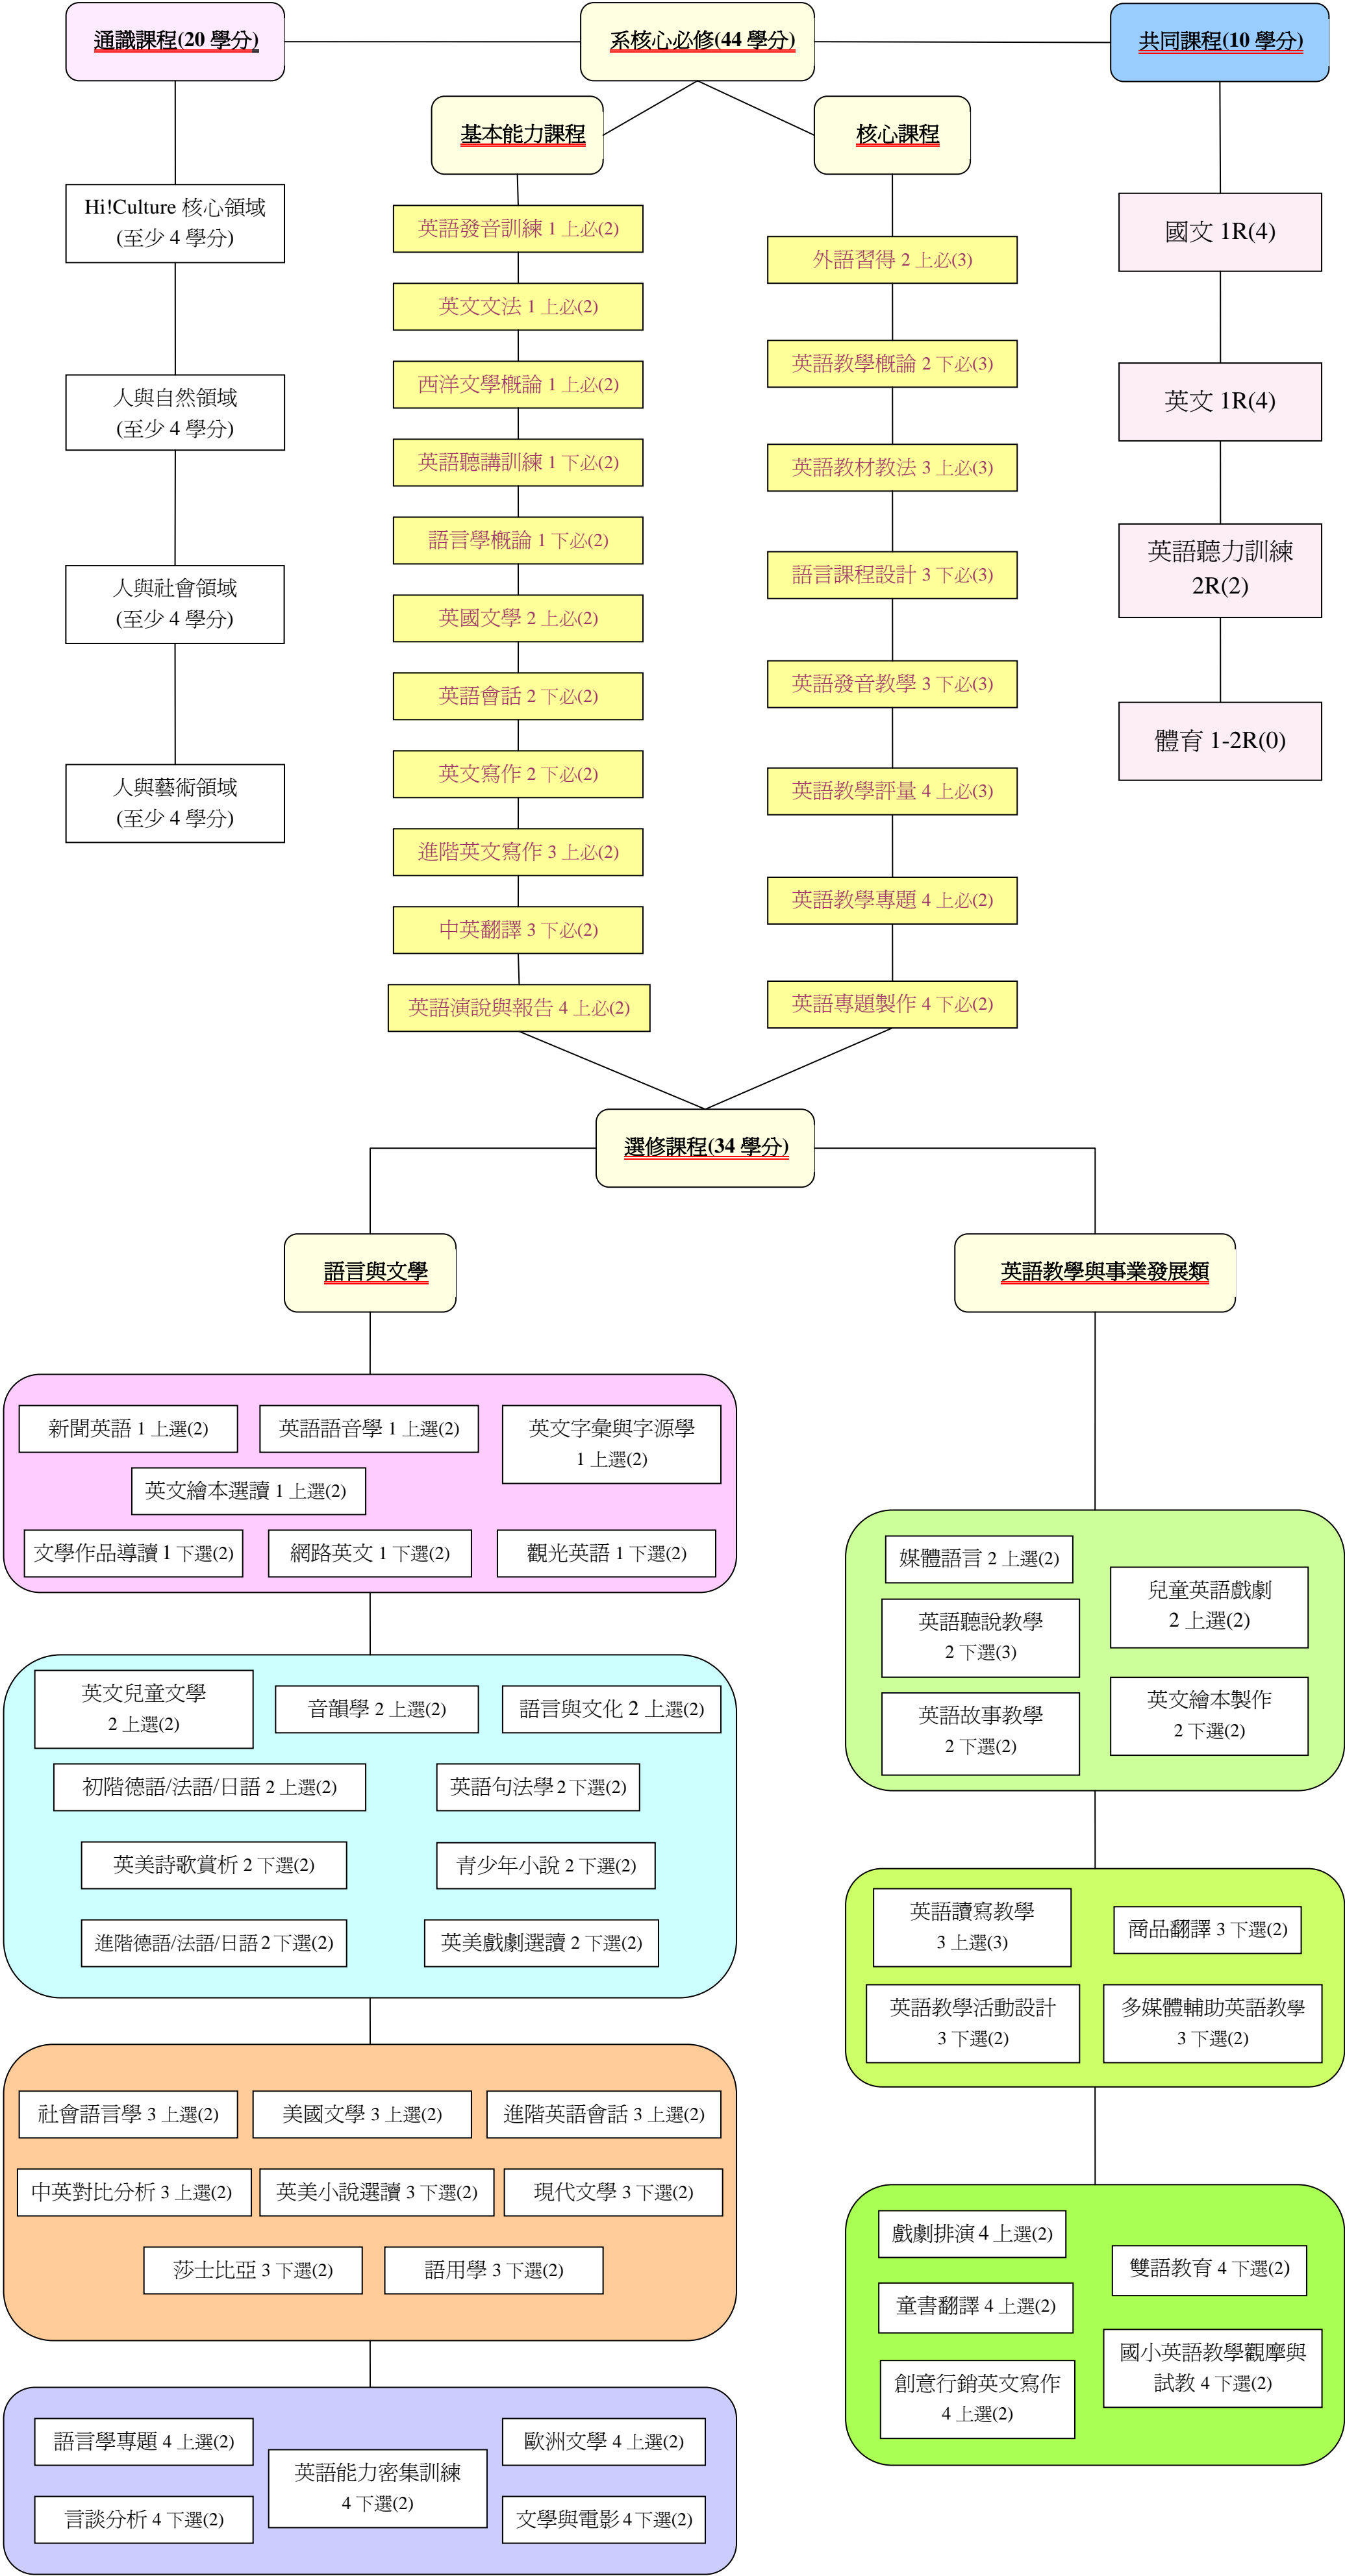 通識課程(20 學分)
系核心必修(44 學分)
共同課程(10 學分)
基本能力課程
核心課程
Hi!Culture 核心領域
(至少 4 學分)
人與自然領域
(至少 4 學分)
人與社會領域
(至少 4 學分)
人與藝術領域
(至少 4 學分)
英語發音訓練 1 上必(2)
英文文法 1 上必(2)
西洋文學概論 1 上必(2)
英語聽講訓練 1 下必(2)
語言學概論 1 下必(2)
英國文學 2 上必(2)
英語會話 2 下必(2)
英文寫作 2 下必(2)
進階英文寫作 3 上必(2)
中英翻譯 3 下必(2)
英語演說與報告 4 上必(2)
外語習得 2 上必(3)
英語教學概論 2 下必(3)
英語教材教法 3 上必(3)
語言課程設計 3 下必(3)
英語發音教學 3 下必(3)
英語教學評量 4 上必(3)
英語教學專題 4 上必(2)
英語專題製作 4 下必(2)
國文 1R(4)
英文 1R(4)
英語聽力訓練
2R(2)
體育 1-2R(0)
選修課程(34 學分)
語言與文學
英語教學與事業發展類
新聞英語 1 上選(2)
英語語音學 1 上選(2)
英文字彙與字源學
1 上選(2)
英文繪本選讀 1 上選(2)
文學作品導讀 1 下選(2)
網路英文 1 下選(2)
觀光英語 1 下選(2)
英文兒童文學
2 上選(2)
音韻學 2 上選(2)
語言與文化 2 上選(2)
初階德語/法語/日語 2 上選(2)
英語句法學 2 下選(2)
英美詩歌賞析 2 下選(2)
青少年小說 2 下選(2)
進階德語/法語/日語 2 下選(2)
英美戲劇選讀 2 下選(2)
社會語言學 3 上選(2)
美國文學 3 上選(2)
進階英語會話 3 上選(2)
中英對比分析 3 上選(2)
英美小說選讀 3 下選(2)
現代文學 3 下選(2)
莎士比亞 3 下選(2)
語用學 3 下選(2)
語言學專題 4 上選(2)
英語能力密集訓練
4 下選(2)
歐洲文學 4 上選(2)
言談分析 4 下選(2)
文學與電影 4 下選(2)
媒體語言 2 上選(2)
兒童英語戲劇
2 上選(2)
英語聽說教學
2 下選(3)
英語故事教學
2 下選(2)
英文繪本製作
2 下選(2)
英語讀寫教學
3 上選(3)
商品翻譯 3 下選(2)
英語教學活動設計
3 下選(2)
多媒體輔助英語教學
3 下選(2)
戲劇排演 4 上選(2)
雙語教育 4 下選(2)
童書翻譯 4 上選(2)
國小英語教學觀摩與
試教 4 下選(2)
創意行銷英文寫作
4 上選(2)